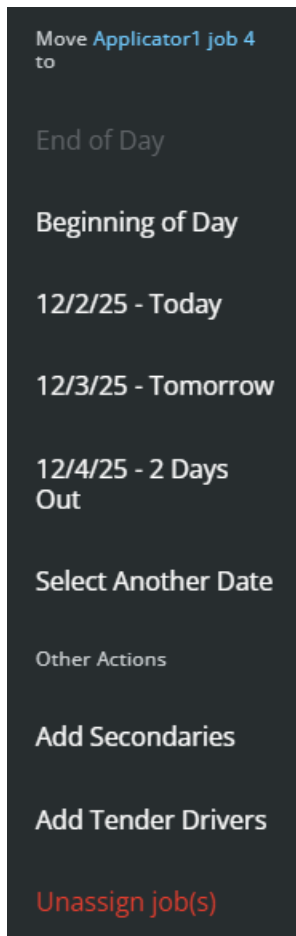 Move Applicator1 job 4
to
End of Day
Beginning of Day
12/2/25 - Today
12/3/25 - Tomorrow
12/4/25 - 2 Days
Out
Select Another Date
Other Actions
Add Secondaries
Add Tender Drivers
Unassign job(s)